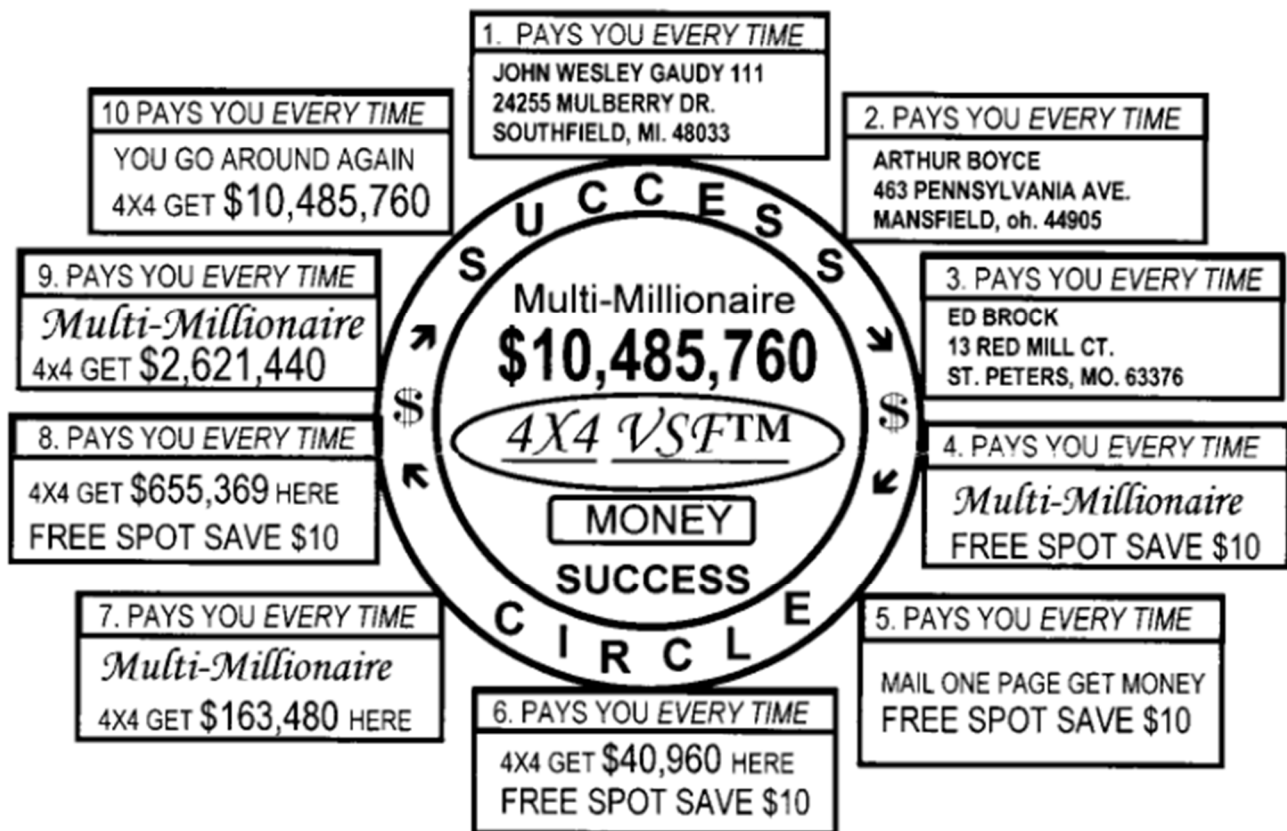 1. PAYS YOU EVERY TIME
JOHN WESLEY GAUDY 111
24255 MULBERRY DR.
SOUTHFIELD, MI. 48033
2. PAYS YOU EVERY TIME
ARTHUR BOYCE
463 PENNSYLVANIA AVE.
MANSFIELD, oh. 44905
3. PAYS YOU EVERY TIME
ED BROCK
13 RED MILL CT.
ST. PETERS, MO. 63376
4. PAYS YOU EVERY TIME
Multi-Millionaire
FREE SPOT SAVE $10
5. PAYS YOU EVERY TIME
MAIL ONE PAGE GET MONEY
FREE SPOT SAVE $10
6. PAYS YOU EVERY TIME
4X4 GET $40,960 HERE
FREE SPOT SAVE $10
7. PAYS YOU EVERY TIME
Multi-Millionaire
4X4 GET $163,480 HERE
8. PAYS YOU EVERY TIME
4X4 GET $655,369 HERE
FREE SPOT SAVE $10
9. PAYS YOU EVERY TIME
Multi-Millionaire
4x4 GET $2,621,440
10 PAYS YOU EVERY TIME
YOU GO AROUND AGAIN
4X4 GET $10,485,760
SUCCESS
$ $
CIRCLE
Multi-Millionaire
$10,485,760
4X4 VSF™
MONEY
SUCCESS